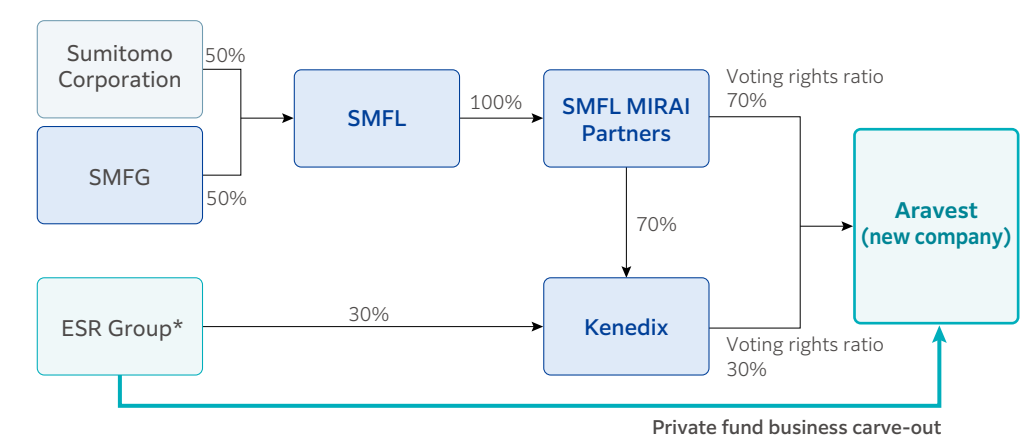 Sumitomo
Corporation
50%
SMFG
50%
SMFL
100%
SMFL MIRAI
Partners
Voting rights ratio
70%
70%
Aravest
(new company)
ESR Group*
30%
Kenedix
Voting rights ratio
30%
Private fund business carve-out